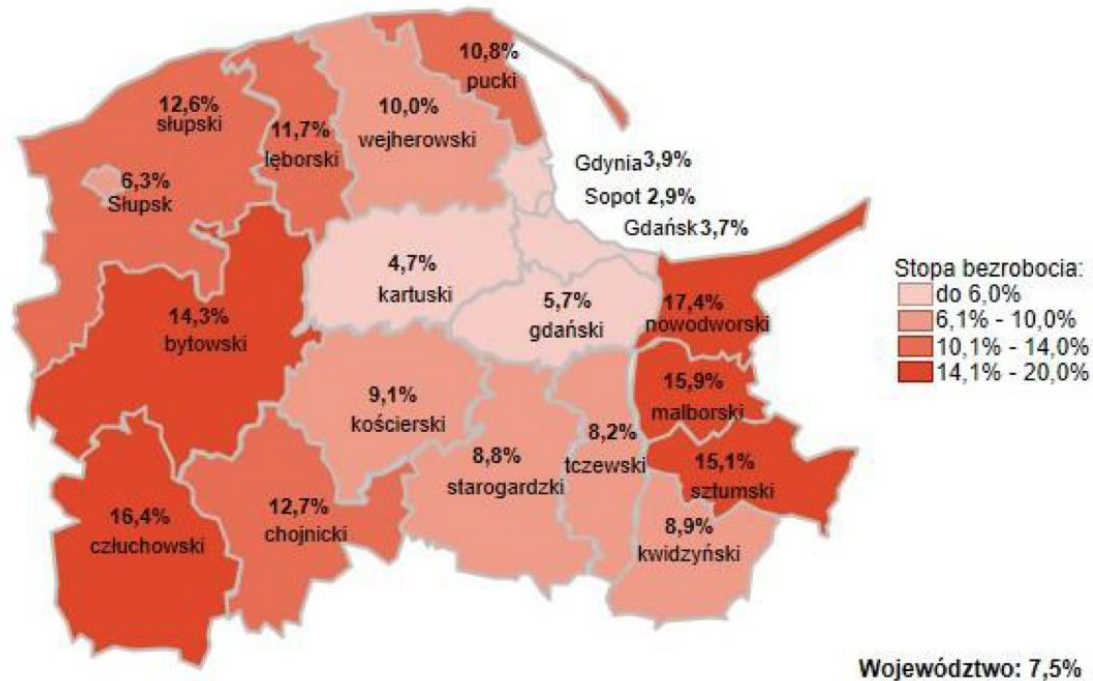 10,8%
pucki
12,6%
słupski
10,0%
wejherowski
11,7%
lęborski
Gdynia 3,9%
6,3%
Słupsk
Sopot 2,9%
Gdańsk 3,7%
4,7%
kartuski
5,7%
gdański
17,4%
nowodworski
14,3%
bytowski
9,1%
kościerski
15,9%
malborski
8,2%
tczewski
8,8%
starogardzki
15,1%
sztumski
16,4%
człuchowski
12,7%
chojnicki
8,9%
kwidzyński
Stopa bezrobocia:
do 6,0%
6,1% - 10,0%
10,1% - 14,0%
14,1% - 20,0%
Województwo: 7,5%